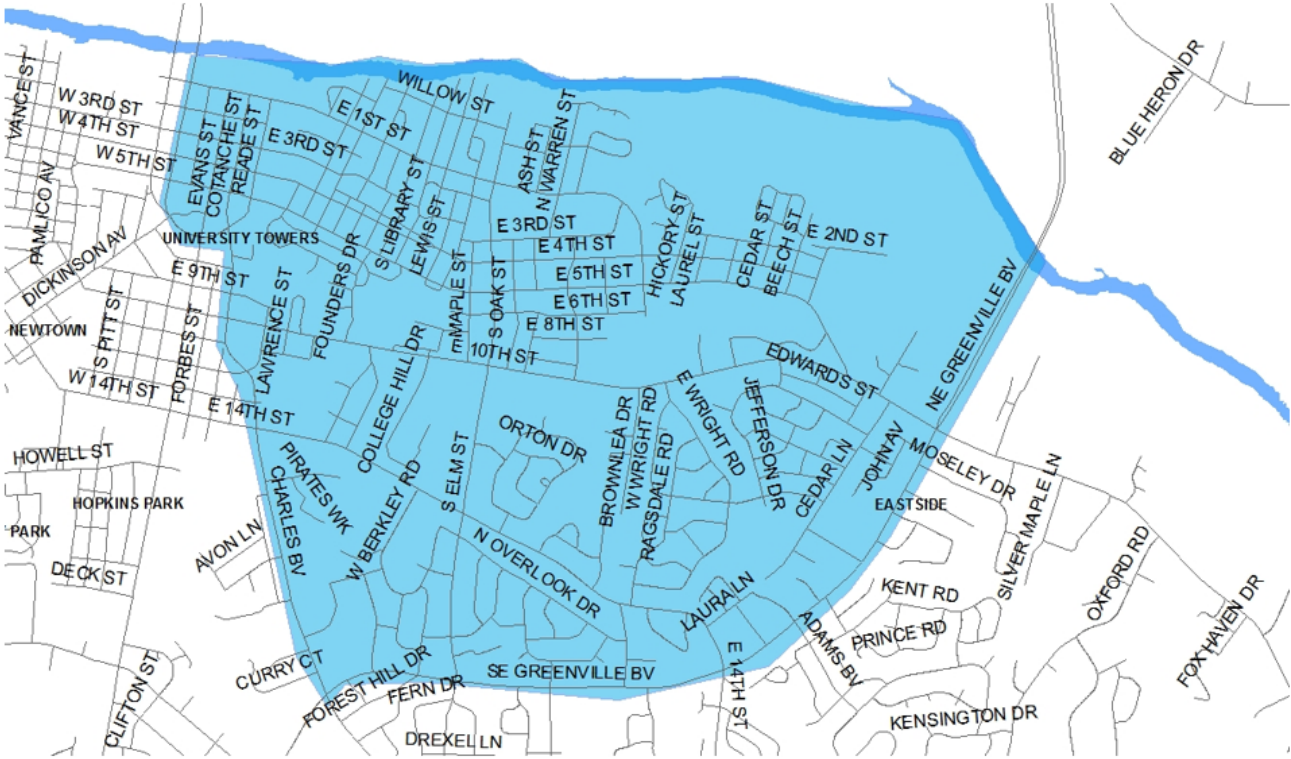 VANCE ST
W 3RD ST
W 4TH ST
W 5TH ST
PAMLICO AV
DICKINSON AV
EVANS ST
COTANCHE ST
READE ST
E 1ST ST
E 3RD ST
WILLOW ST
ASH ST
N WARREN ST
BLUE HERON DR
UNIVERSITY TOWERS
S LIBRARY ST
LEWIS ST
FOUNDERS DR
E 3RD ST
E 4TH ST
E 5TH ST
E 6TH ST
E 8TH ST
HICKORY ST
LAUREL ST
CEDAR ST
BEECH ST
E 2ND ST
E 9TH ST
NEWTOWN
S PITT ST
FORBES ST
LAWRENCE ST
mMAPLE ST
S OAK ST
10TH ST
NE GREENVILLE BV
W 14TH ST
E 14TH ST
COLLEGE HILL DR
EDWARDS ST
E WRIGHT RD
JEFFERSON DR
BROWNLEA DR
W WRIGHT RD
RAGSDALE RD
ORTON DR
S ELM ST
CEDAR LN
JOHN AV
MOSELEY DR
EASTSIDE
SILVER MAPLE LN
HOWELL ST
HOPKINS PARK
PARK
DECK ST
PIRATES WK
CHARLES BV
AVON LN
W BERKLEY RD
N OVERLOOK DR
LAURA LN
KENT RD
PRINCE RD
OXFORD RD
FOX HAVEN DR
ADAMS BV
E 14TH ST
SE GREENVILLE BV
CURRY CT
FOREST HILL DR
FERN DR
CLIFTON ST
DREXEL LN
KENSINGTON DR